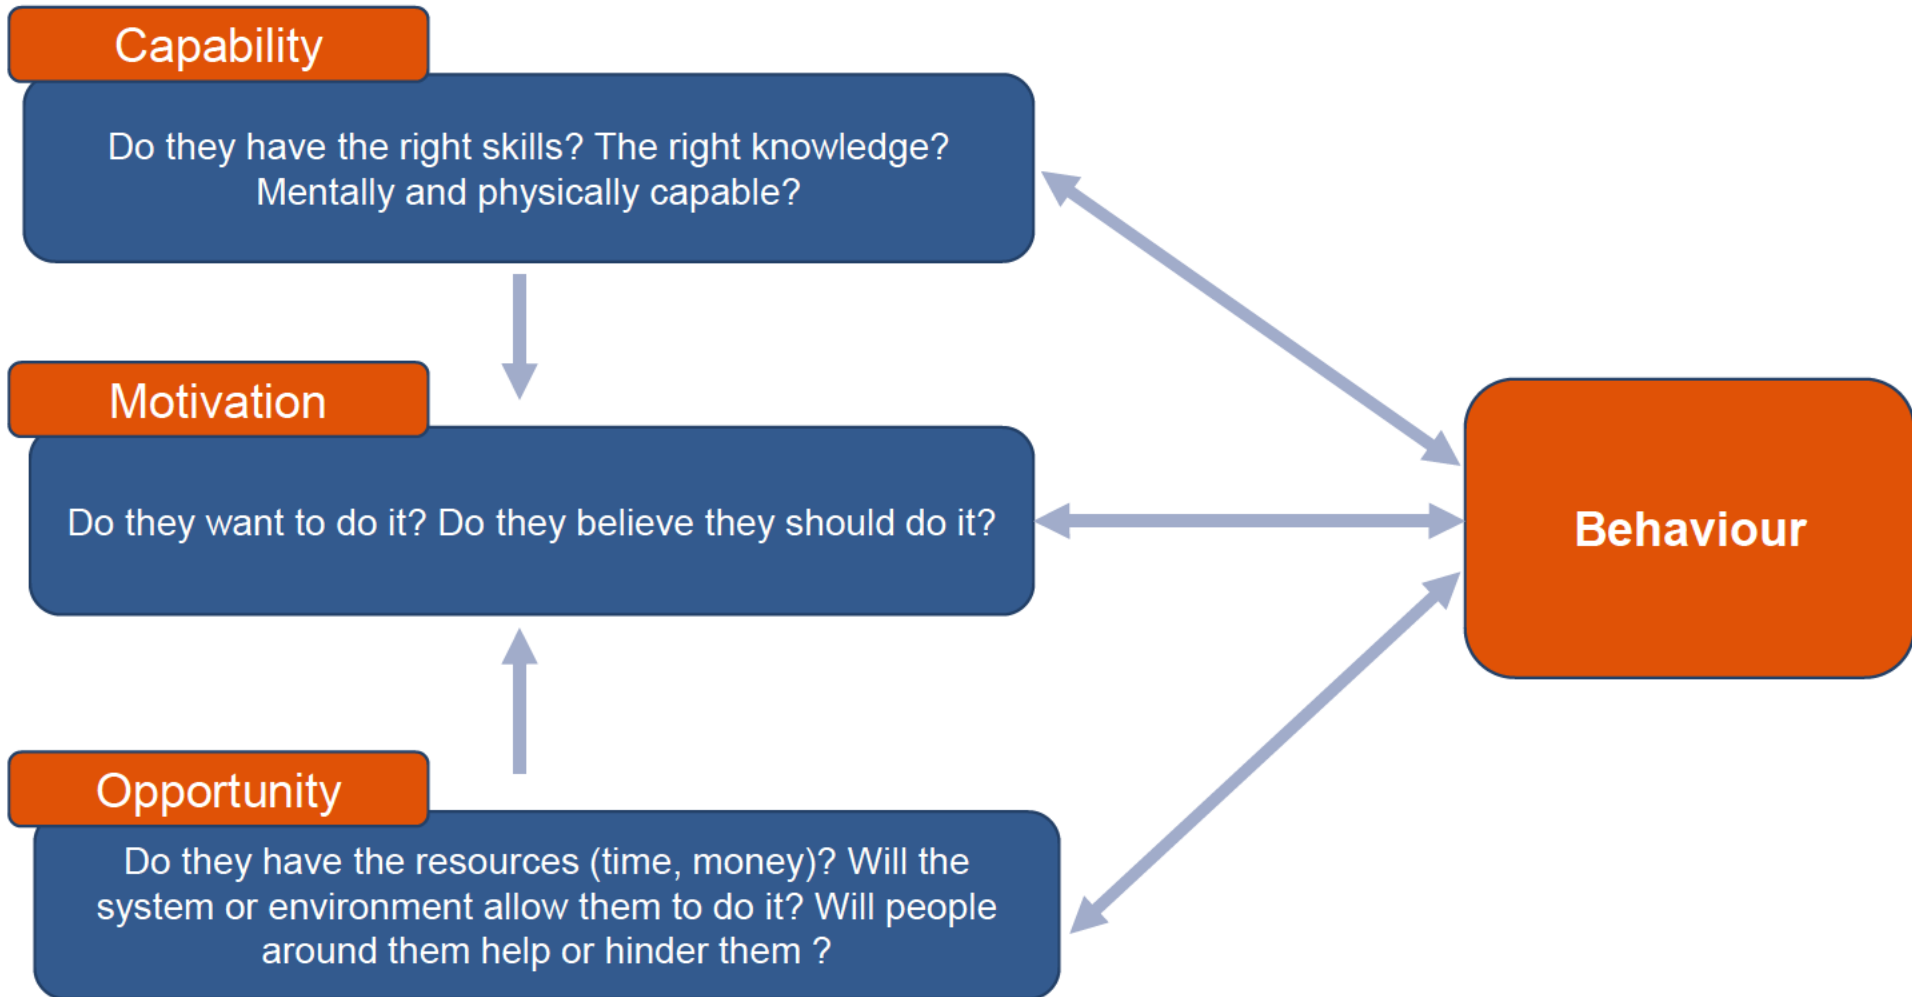 Capability
Do they have the right skills? The right knowledge?
Mentally and physically capable?
Motivation
Do they want to do it? Do they believe they should do it?
Behaviour
Opportunity
Do they have the resources (time, money)? Will the
system or environment allow them to do it? Will people
around them help or hinder them ?